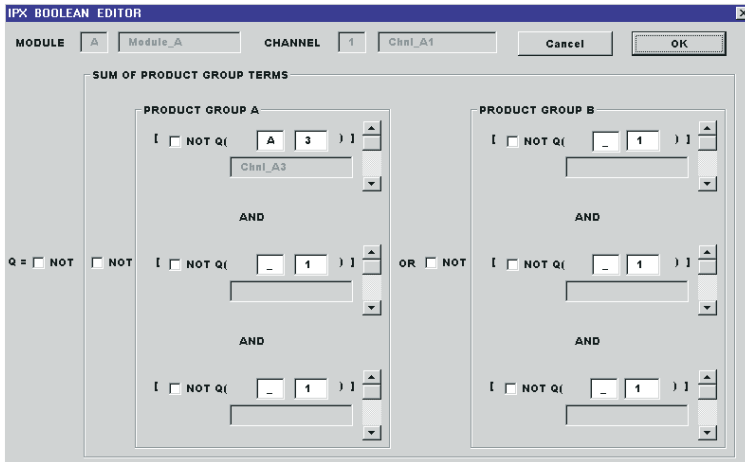 IPX BOOLEAN EDITOR
MODULE A Module_A CHANNEL 1 Chnl_A1 Cancel OK
SUM OF PRODUCT GROUP TERMS
PRODUCT GROUP A PRODUCT GROUP B
[ NOT Q( A 3 ) ] [ NOT Q( _ 1 ) ]
Chnl_A3
AND AND
Q = NOT NOT [ NOT Q( _ 1 ) ] OR NOT [ NOT Q( _ 1 ) ]
AND AND
[ NOT Q( _ 1 ) ] [ NOT Q( _ 1 ) ]